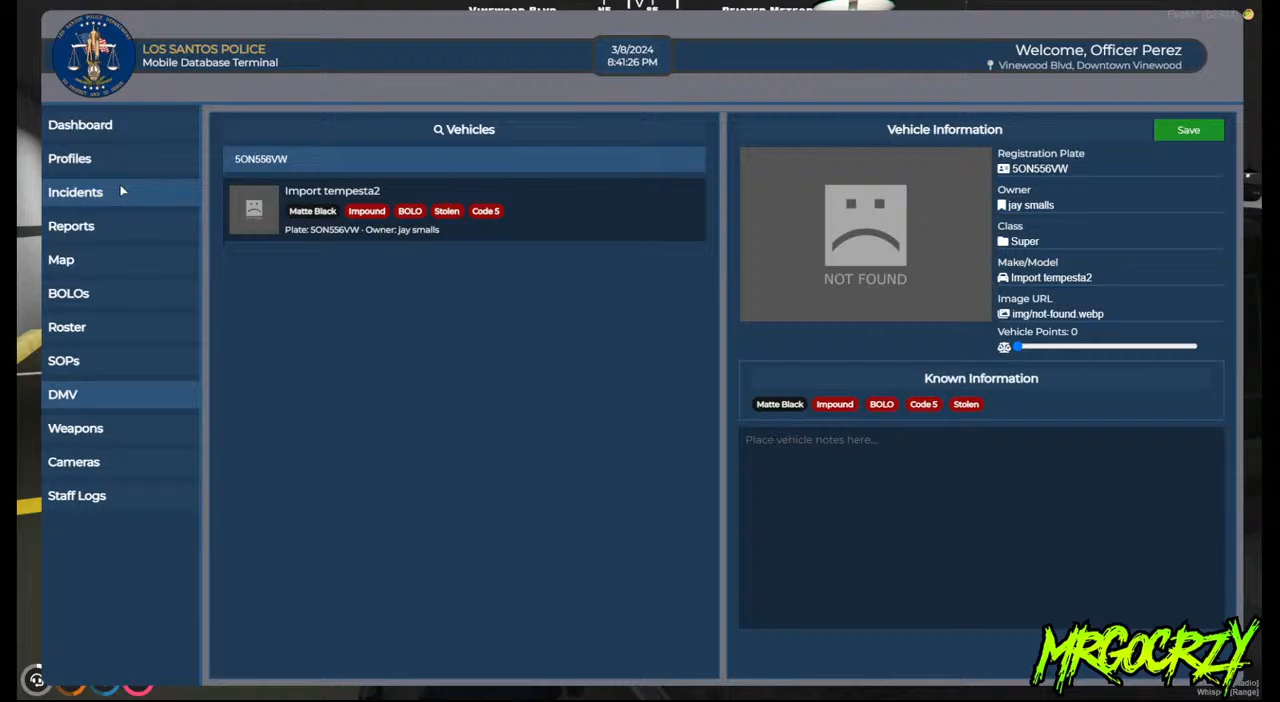 VINEWOOD BLVD
LOS SANTOS POLICE
Mobile Database Terminal
3/8/2024
8:41:26 PM
Welcome, Officer Perez
Vinewood Blvd, Downtown Vinewood
Dashboard
Profiles
Incidents
Reports
Map
BOLOs
Roster
SOPs
DMV
Weapons
Cameras
Staff Logs
Vehicles
5ON556VW
Import tempesta2
Matte Black Impound BOLO Stolen Code 5
Plate: 5ON556VW · Owner: jay smalls
Vehicle Information
Save
NOT FOUND
Registration Plate
5ON556VW
Owner
jay smalls
Class
Super
Make/Model
Import tempesta2
Image URL
img/not-found.webp
Vehicle Points: 0
Known Information
Matte Black Impound BOLO Code 5 Stolen
Place vehicle notes here...
MRGOCRZY
[Range]